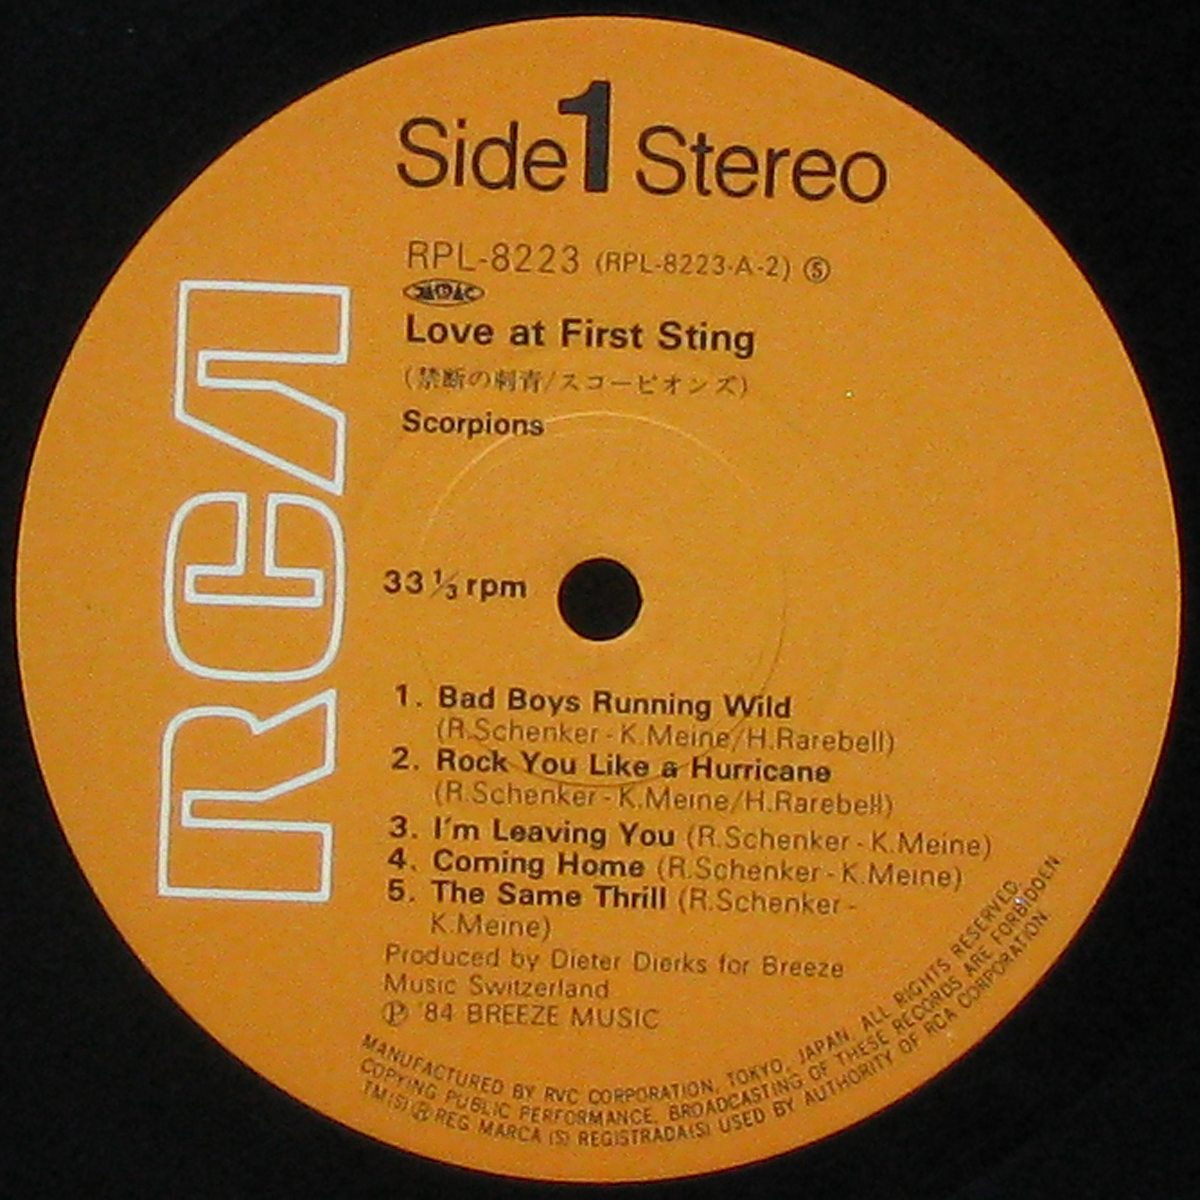 Side 1 Stereo
RPL-8223 (RPL-8223-A-2) Ⓢ
Love at First Sting
(禁断の刺青/スコーピオンズ)
Scorpions
RCA
33 1/3 rpm
1. Bad Boys Running Wild
(R.Schenker - K.Meine/H.Rarebell)
2. Rock You Like a Hurricane
(R.Schenker - K.Meine/H.Rarebell)
3. I'm Leaving You (R.Schenker - K.Meine)
4. Coming Home (R.Schenker - K.Meine)
5. The Same Thrill (R.Schenker -
K.Meine)
Produced by Dieter Dierks for Breeze
Music Switzerland
Ⓟ '84 BREEZE MUSIC
MANUFACTURED BY RVC CORPORATION, TOKYO, JAPAN. ALL RIGHTS RESERVED.
COPYING, PUBLIC PERFORMANCE, BROADCASTING OF THESE RECORDS ARE FORBIDDEN.
TM(S)® REG. MARCA(S) REGISTRADA(S) USED BY AUTHORITY OF RCA CORPORATION.